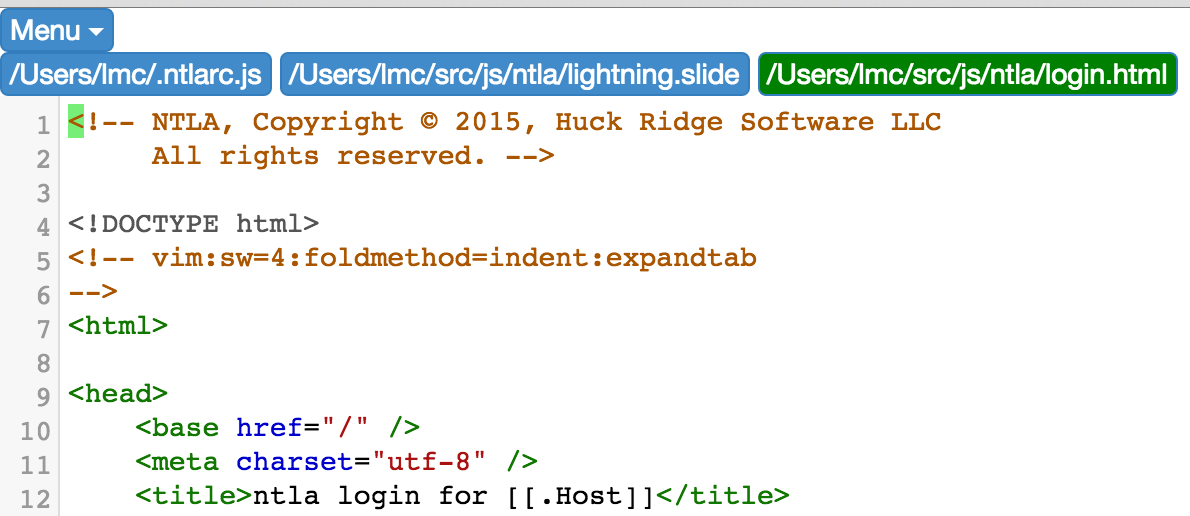 Menu
/Users/lmc/.ntlarc.js /Users/lmc/src/js/ntla/lightning.slide /Users/lmc/src/js/ntla/login.html
1 <!-- NTLA, Copyright © 2015, Huck Ridge Software LLC
2      All rights reserved. -->
3
4 <!DOCTYPE html>
5 <!-- vim:sw=4:foldmethod=indent:expandtab
6 -->
7 <html>
8
9 <head>
10     <base href="/" />
11     <meta charset="utf-8" />
12     <title>ntla login for [[.Host]]</title>